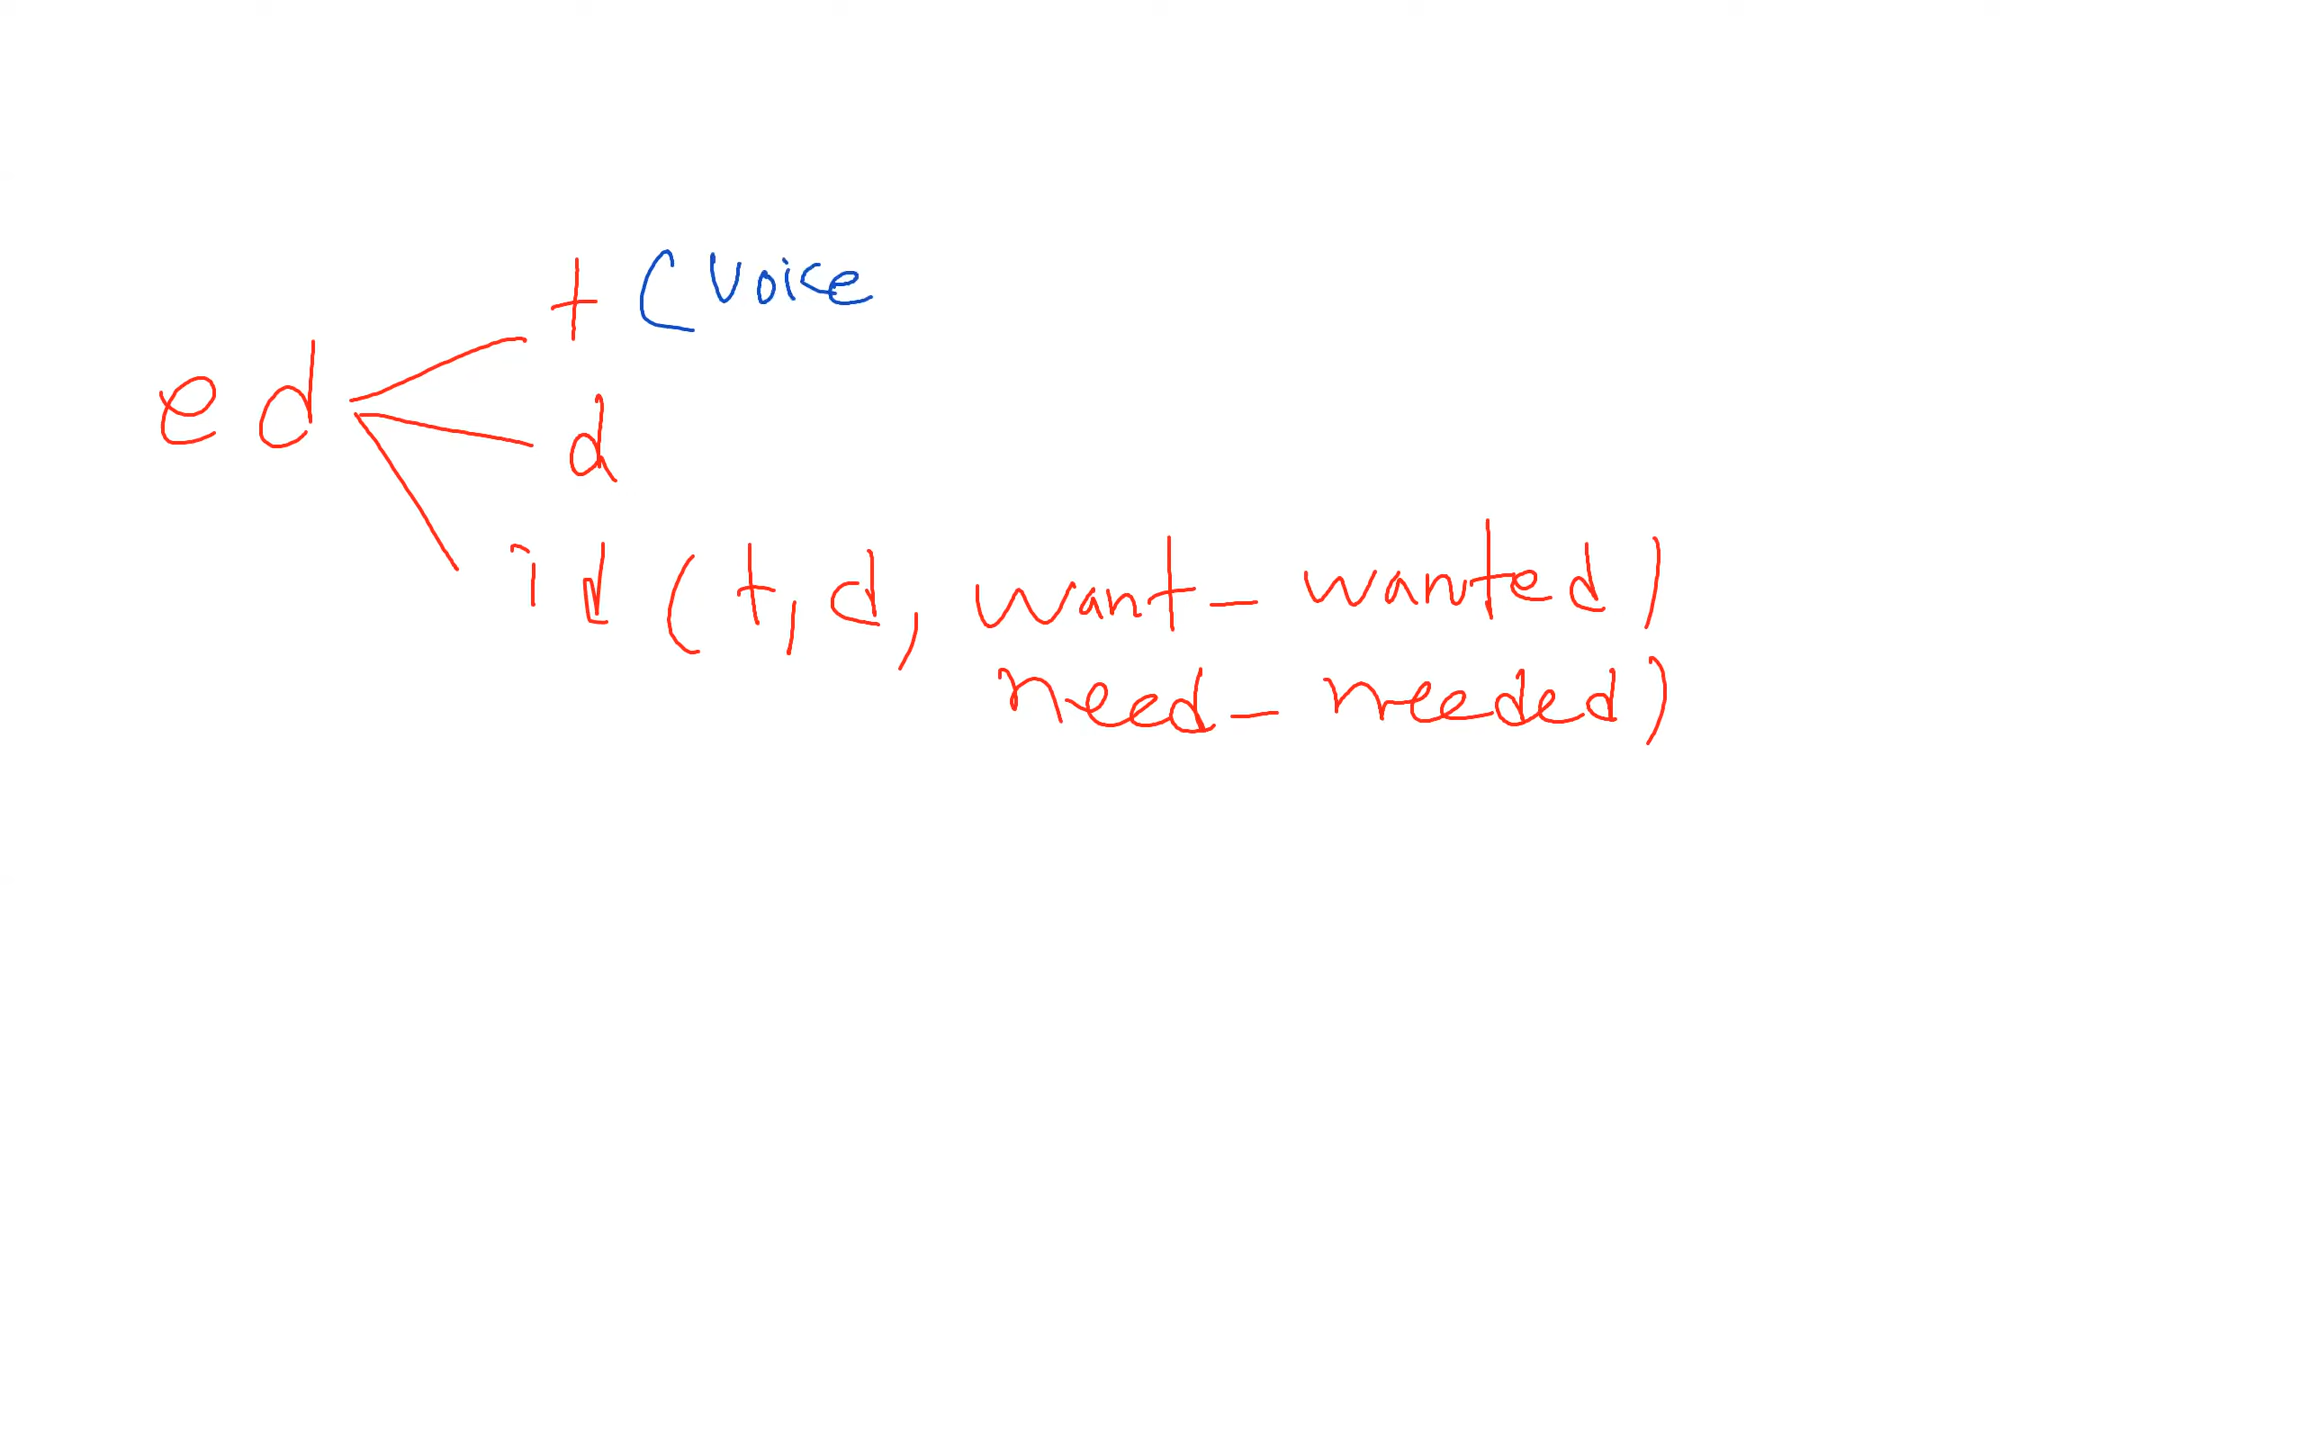 t (voice
ed
d
id (t, d, want - wanted)
need - needed)